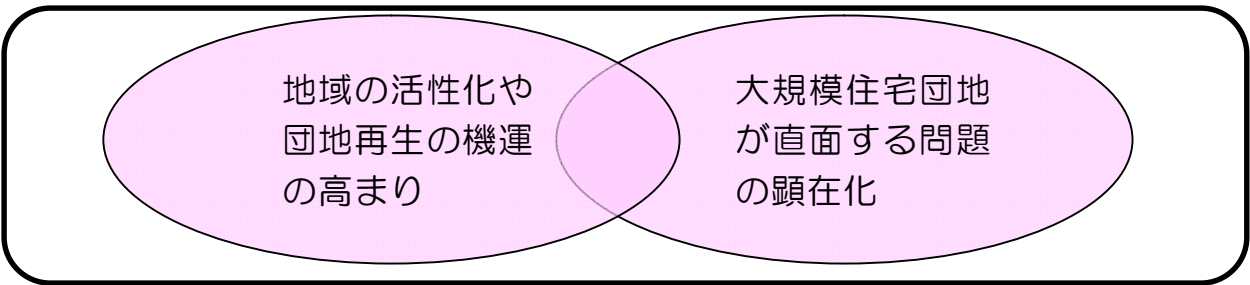 地域の活性化や
団地再生の機運
の高まり
大規模住宅団地
が直面する問題
の顕在化